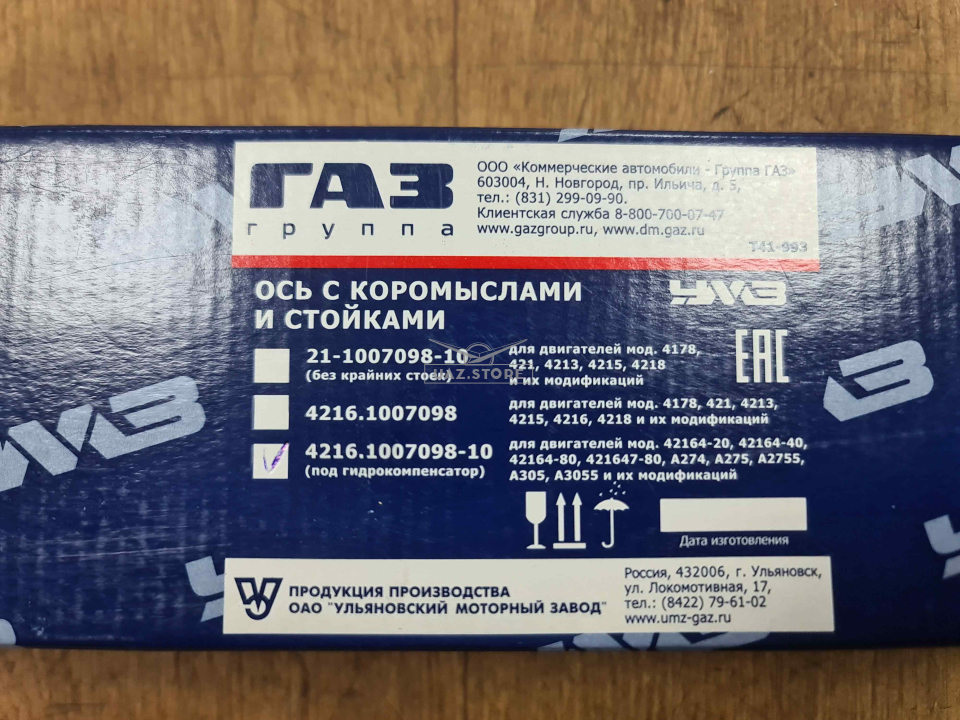 ГАЗ
группа
ООО «Коммерческие автомобили - Группа ГАЗ»
603004, Н. Новгород, пр. Ильича, д. 5,
тел.: (831) 299-09-90.
Клиентская служба 8-800-700-07-47
www.gazgroup.ru, www.dm.gaz.ru
Т41-993
ОСЬ С КОРОМЫСЛАМИ
И СТОЙКАМИ
УМЗ
EAC
21-1007098-10
(без крайних стоек)
для двигателей мод. 4178,
421, 4213, 4215, 4218
и их модификаций
UAZ.STORE
4216.1007098
для двигателей мод. 4178, 421, 4213,
4215, 4216, 4218 и их модификаций
4216.1007098-10
(под гидрокомпенсатор)
для двигателей мод. 42164-20, 42164-40,
42164-80, 421647-80, А274, А275, А2755,
А305, А3055 и их модификаций
Дата изготовления
ПРОДУКЦИЯ ПРОИЗВОДСТВА
ОАО "УЛЬЯНОВСКИЙ МОТОРНЫЙ ЗАВОД"
Россия, 432006, г. Ульяновск,
ул. Локомотивная, 17,
тел.: (8422) 79-61-02
www.umz-gaz.ru
УМЗ
УМЗ